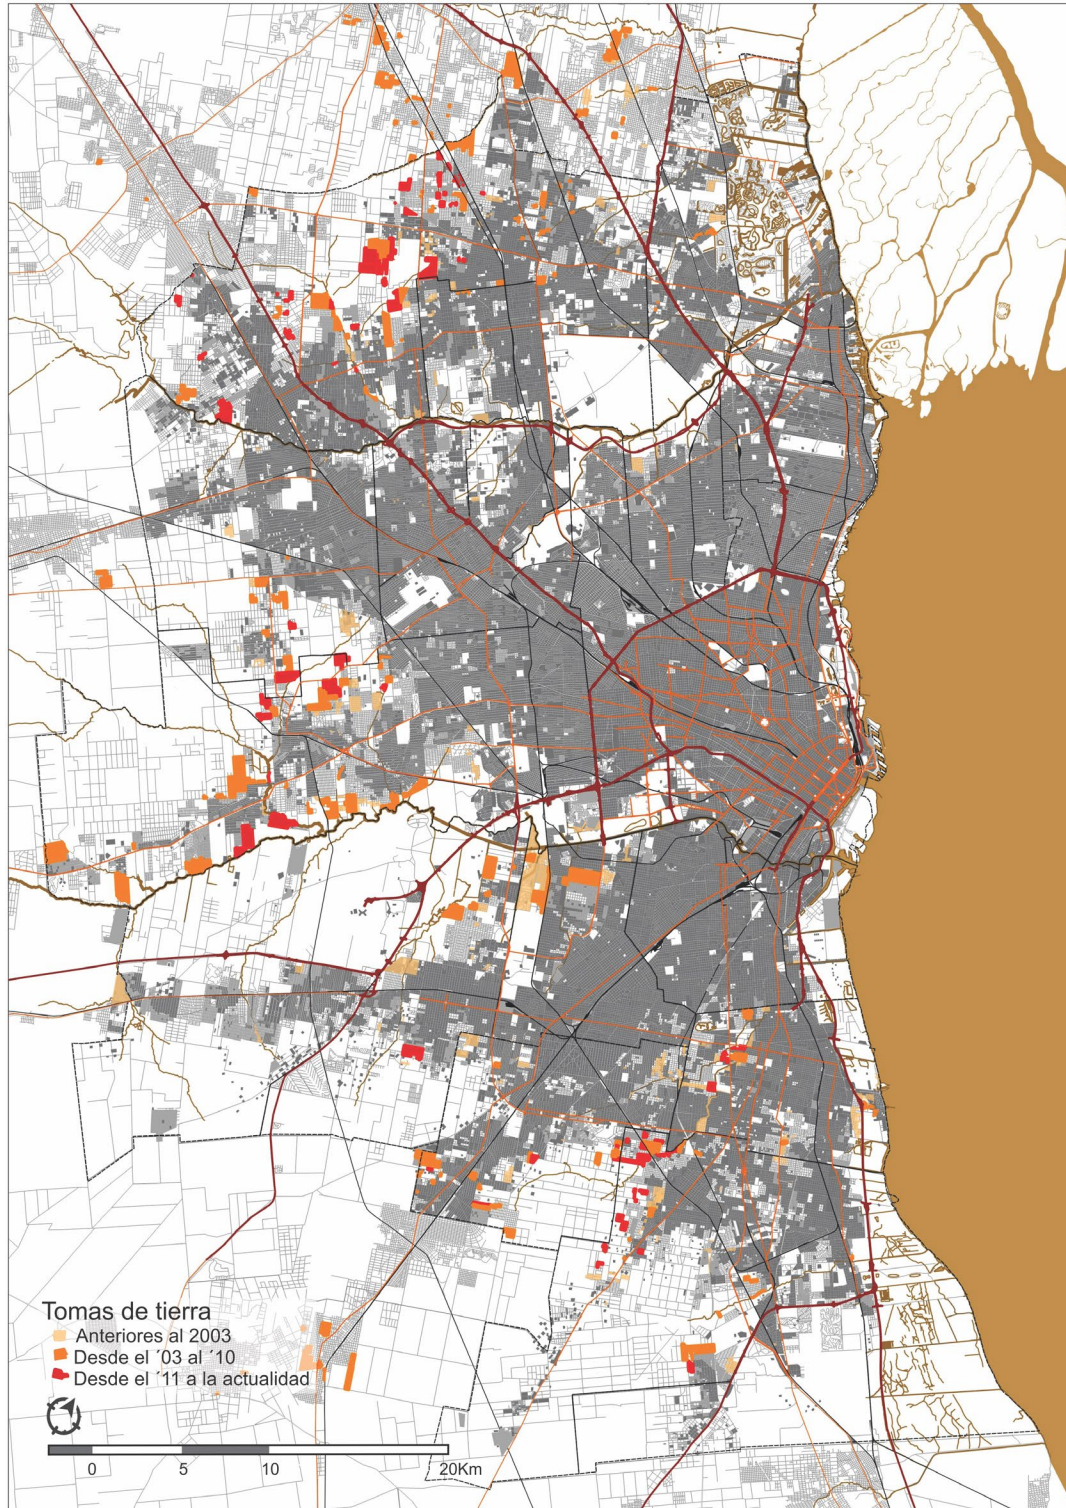 Tomas de tierra
Anteriores al 2003
Desde el ´03 al ´10
Desde el ´11 a la actualidad
0 5 10 20Km